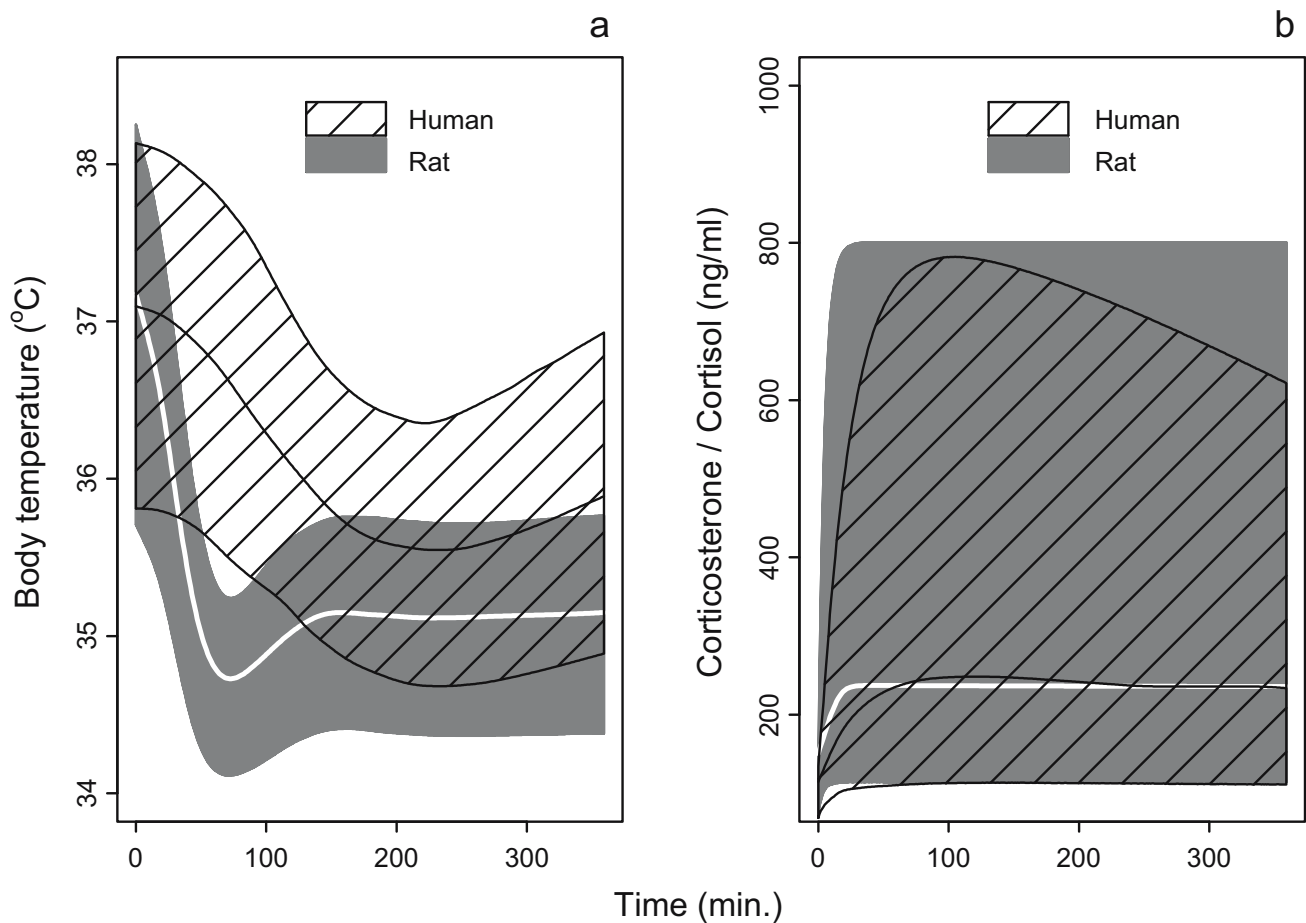 a
Human
Rat
Body temperature (°C)
38
37
36
35
34
0
100
200
300
b
Human
Rat
Corticosterone / Cortisol (ng/ml)
1000
800
600
400
200
0
100
200
300
Time (min.)